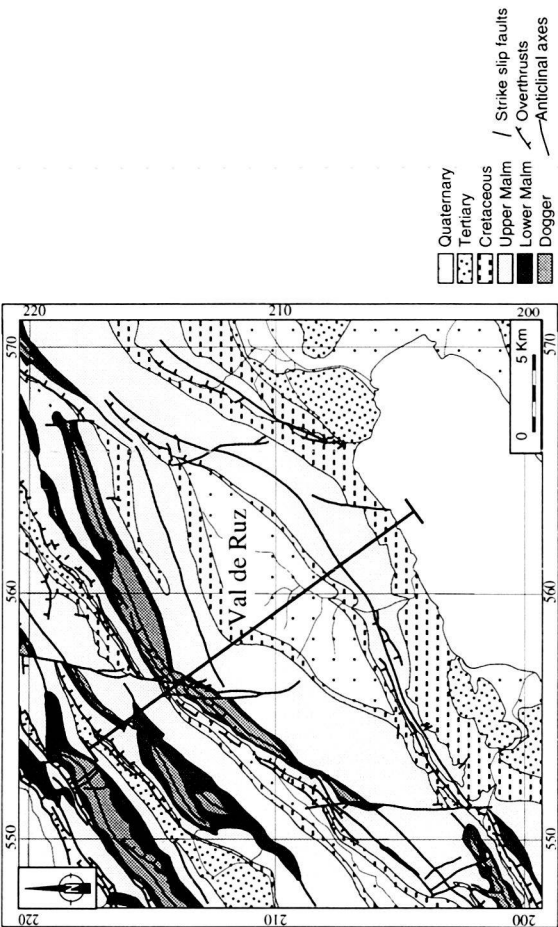 220
210
200
570
570
560
560
550
550
220
210
200
N
Val de Ruz
0 5 Km
Quaternary
Tertiary
Cretaceous
Upper Malm
Lower Malm
Dogger
Strike slip faults
Overthrusts
Anticlinal axes